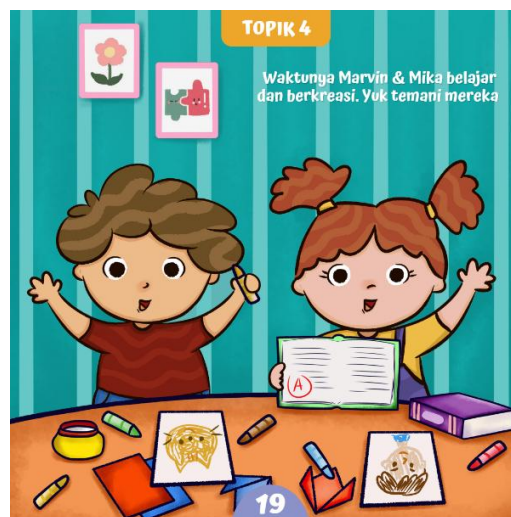 TOPIK 4
Waktunya Marvin & Mika belajar
dan berkreasi. Yuk temani mereka
A
19